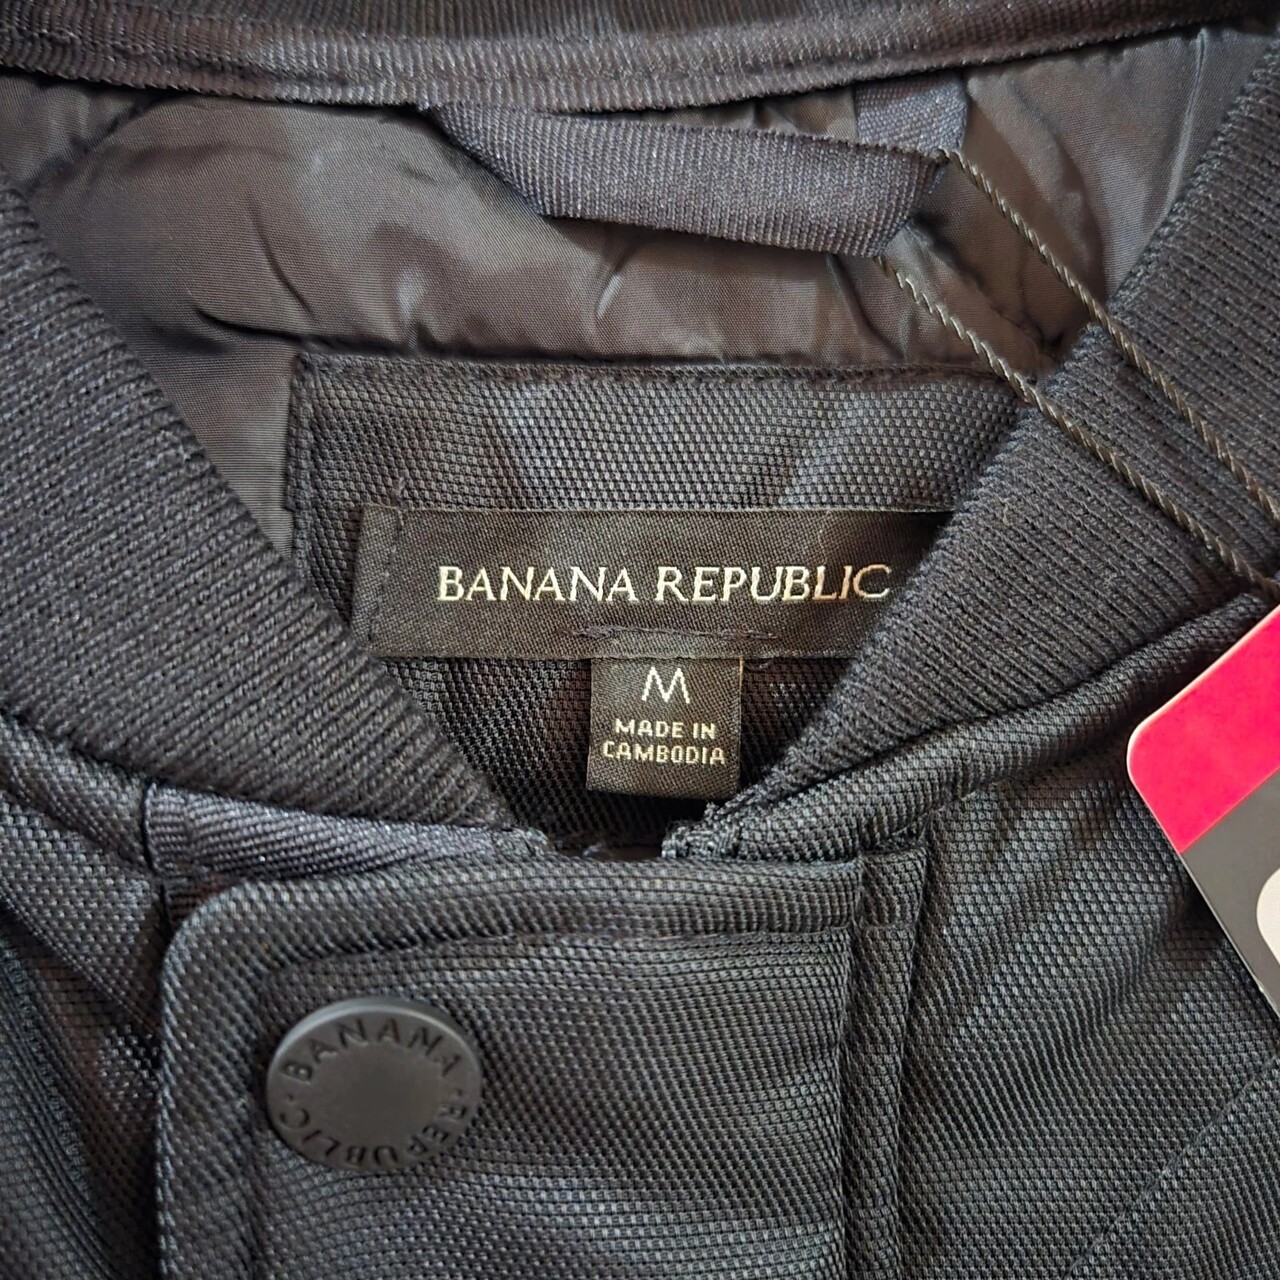 BANANA REPUBLIC
M
MADE IN
CAMBODIA
BANANA · REPUBLIC ·